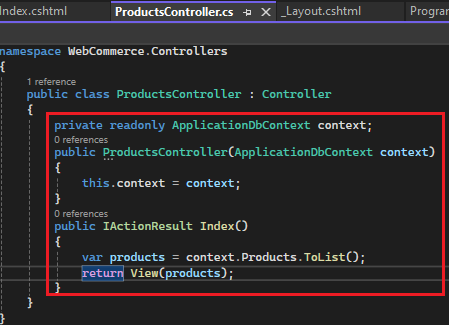 Index.cshtml ProductsController.cs _Layout.cshtml Program
namespace WebCommerce.Controllers
{
1 reference
public class ProductsController : Controller
{
private readonly ApplicationDbContext context;
0 references
public ProductsController(ApplicationDbContext context)
{
this.context = context;
}
0 references
public IActionResult Index()
{
var products = context.Products.ToList();
return View(products);
}
}
}